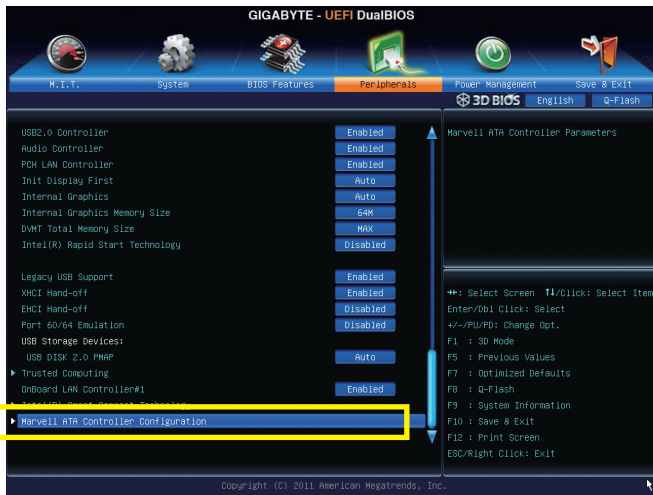 GIGABYTE - UEFI DualBIOS
M.I.T. System BIOS Features Peripherals Power Management Save & Exit
3D BIOS English Q-Flash
USB2.0 Controller Enabled
Audio Controller Enabled
PCH LAN Controller Enabled
Init Display First Auto
Internal Graphics Auto
Internal Graphics Memory Size 64M
DVMT Total Memory Size MAX
Intel(R) Rapid Start Technology Disabled
Legacy USB Support Enabled
XHCI Hand-off Enabled
EHCI Hand-off Disabled
Port 60/64 Emulation Disabled
USB Storage Devices:
USB DISK 2.0 PMAP Auto
Trusted Computing
OnBoard LAN Controller#1 Enabled
Intel(R) Smart Connect Technology
Marvell ATA Controller Configuration
Marvell ATA Controller Parameters
→←: Select Screen ↑↓/Click: Select Item
Enter/Dbl Click: Select
+/-/PU/PD: Change Opt.
F1 : 3D Mode
F5 : Previous Values
F7 : Optimized Defaults
F8 : Q-Flash
F9 : System Information
F10 : Save & Exit
F12 : Print Screen
ESC/Right Click: Exit
Copyright (C) 2011 American Megatrends, Inc.